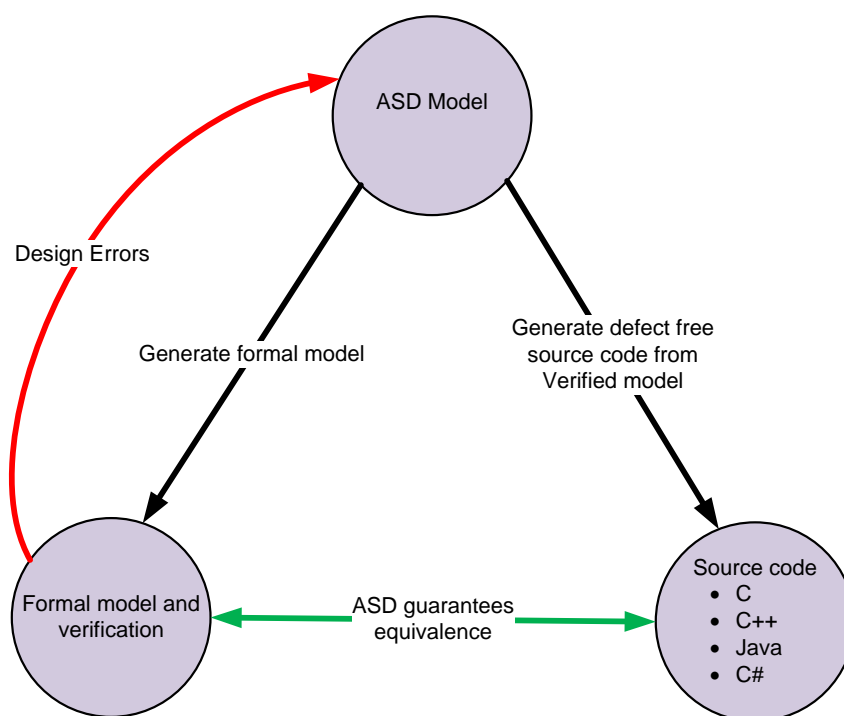 ASD Model
Design Errors
Generate formal model
Generate defect free
source code from
Verified model
Formal model and
verification
ASD guarantees
equivalence
Source code
• C
• C++
• Java
• C#